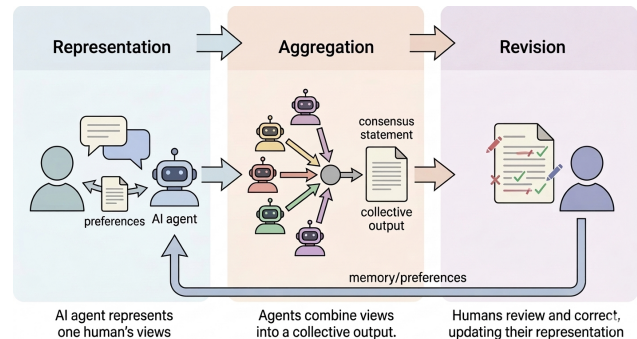 Representation
Aggregation
Revision
preferences
AI agent
consensus
statement
collective
output
memory/preferences
AI agent represents
one human's views
Agents combine views
into a collective output.
Humans review and correct,
updating their representation